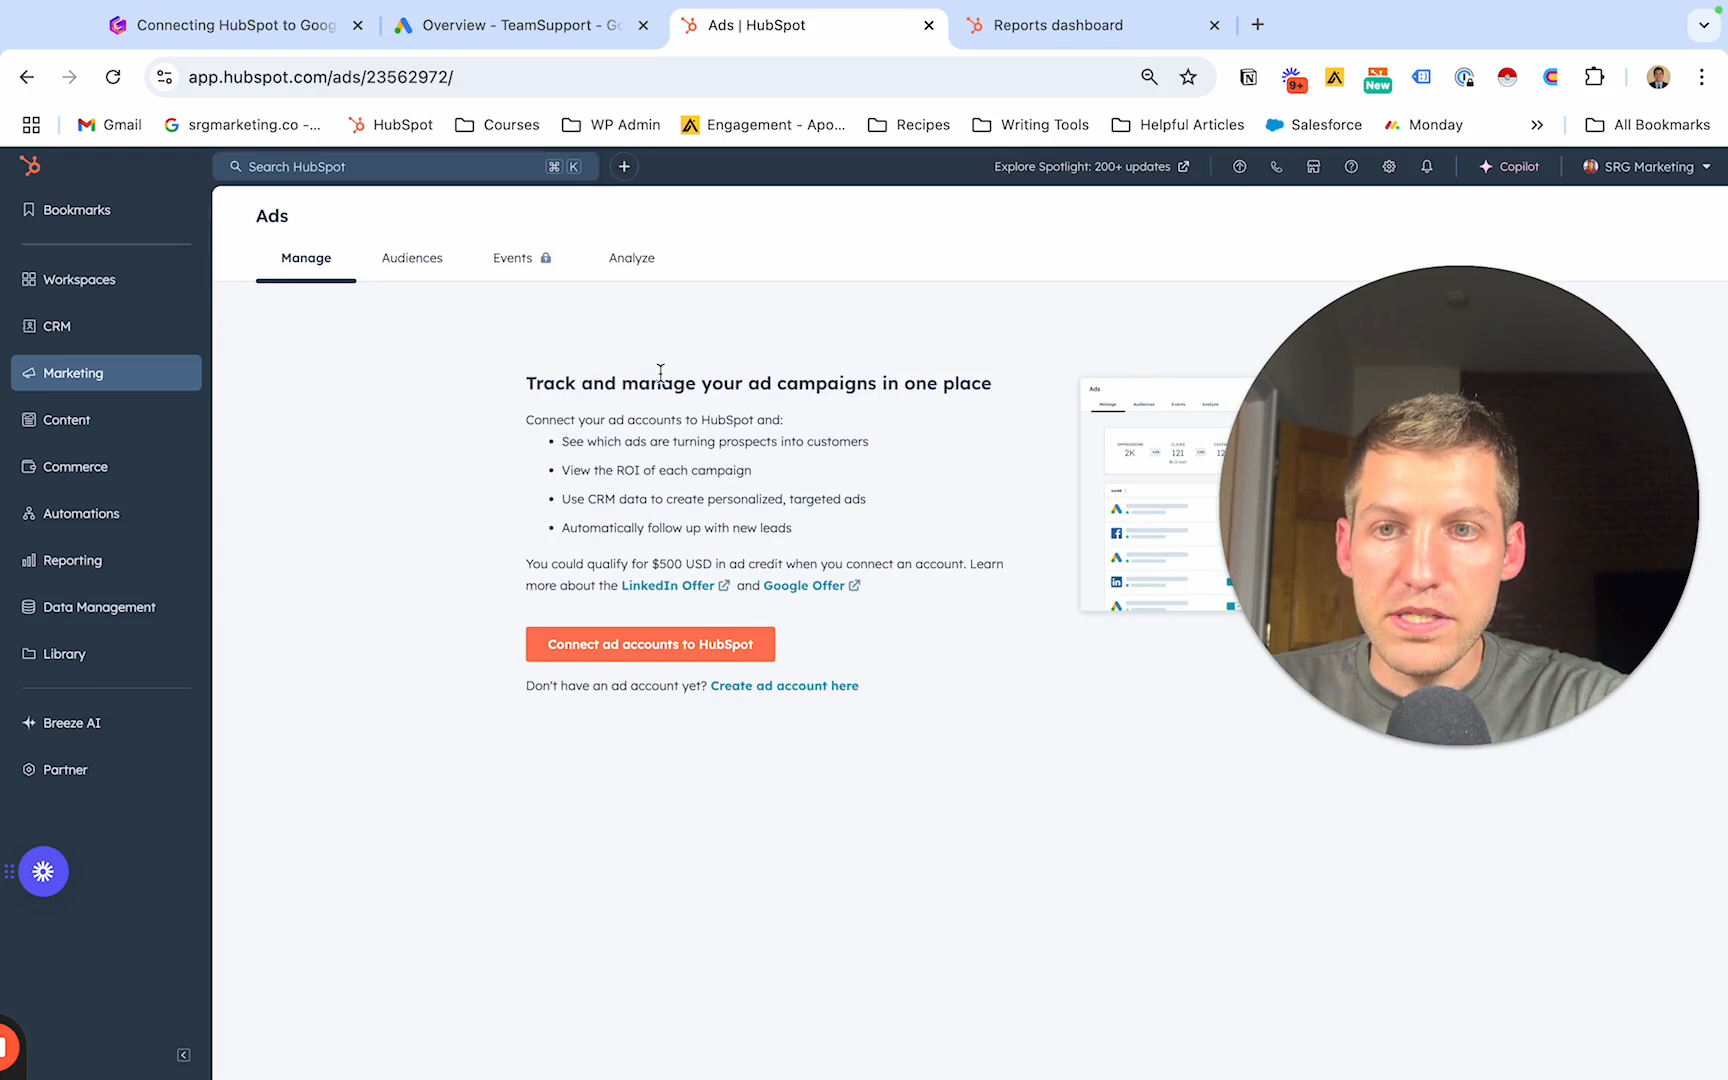 Connecting HubSpot to Goog
Overview - TeamSupport - Go
Ads | HubSpot
Reports dashboard
app.hubspot.com/ads/23562972/
9+
New
Gmail
srgmarketing.co -...
HubSpot
Courses
WP Admin
Engagement - Apo...
Recipes
Writing Tools
Helpful Articles
Salesforce
Monday
All Bookmarks
Search HubSpot
⌘ K
Explore Spotlight: 200+ updates
Copilot
SRG Marketing
Bookmarks
Workspaces
CRM
Marketing
Content
Commerce
Automations
Reporting
Data Management
Library
Breeze AI
Partner
Ads
Manage
Audiences
Events
Analyze
Track and manage your ad campaigns in one place
Connect your ad accounts to HubSpot and:
• See which ads are turning prospects into customers
• View the ROI of each campaign
• Use CRM data to create personalized, targeted ads
• Automatically follow up with new leads
You could qualify for $500 USD in ad credit when you connect an account. Learn
more about the LinkedIn Offer and Google Offer
Connect ad accounts to HubSpot
Don't have an ad account yet? Create ad account here
Ads
Manage
Audiences
Events
Analyze
IMPRESSIONS
2K
CLICKS
121
12
NAME